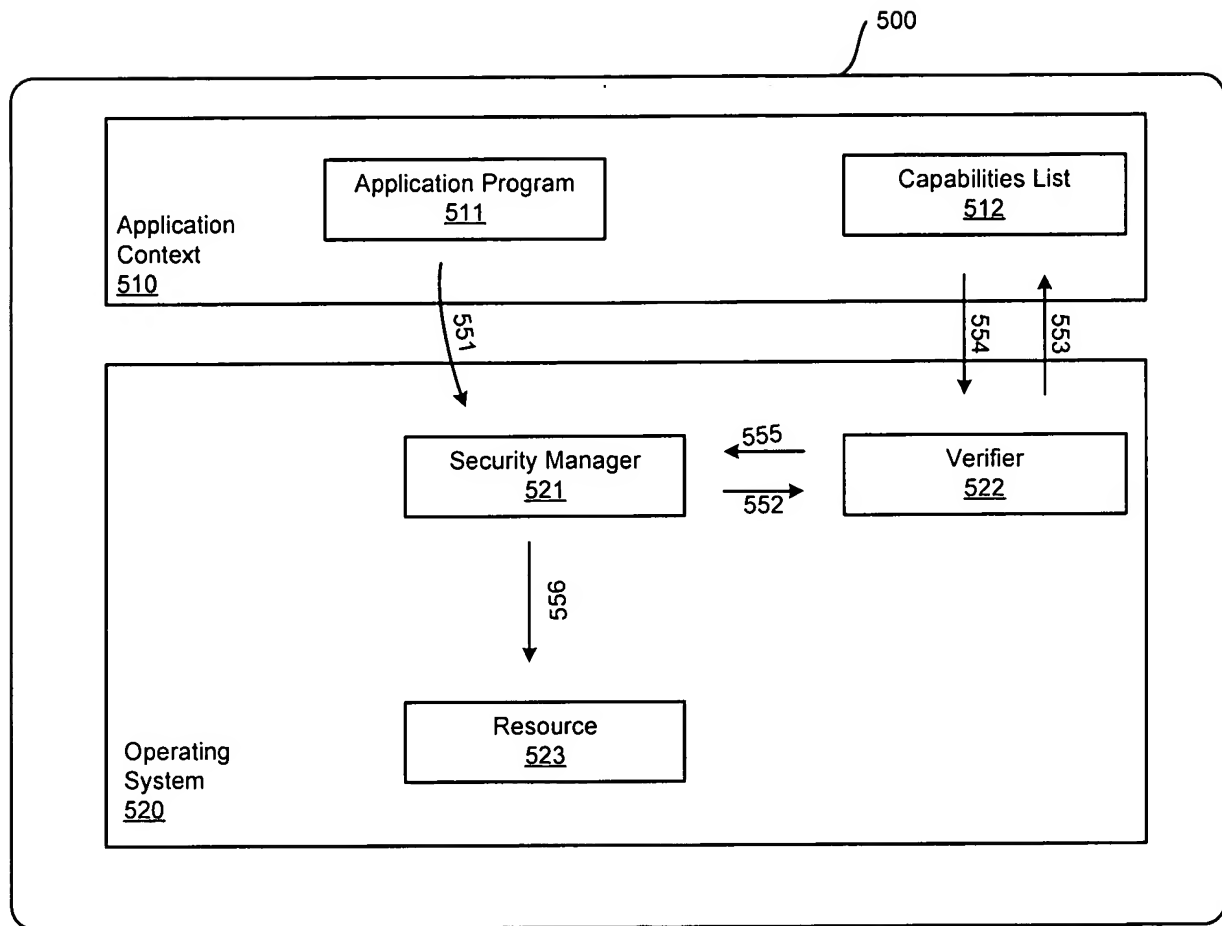 500
Application Program
511
Capabilities List
512
Application
Context
510
551
554
553
Security Manager
521
555
552
Verifier
522
556
Resource
523
Operating
System
520